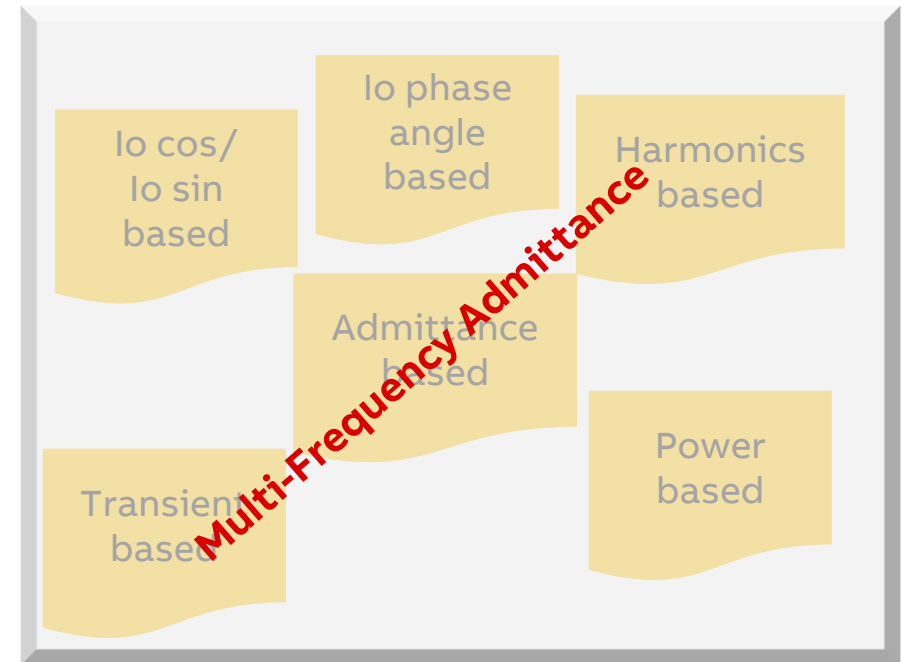 Io cos/
Io sin
based
Io phase
angle
based
Harmonics
based
Admittance
based
Transient
based
Power
based
Multi-Frequency Admittance